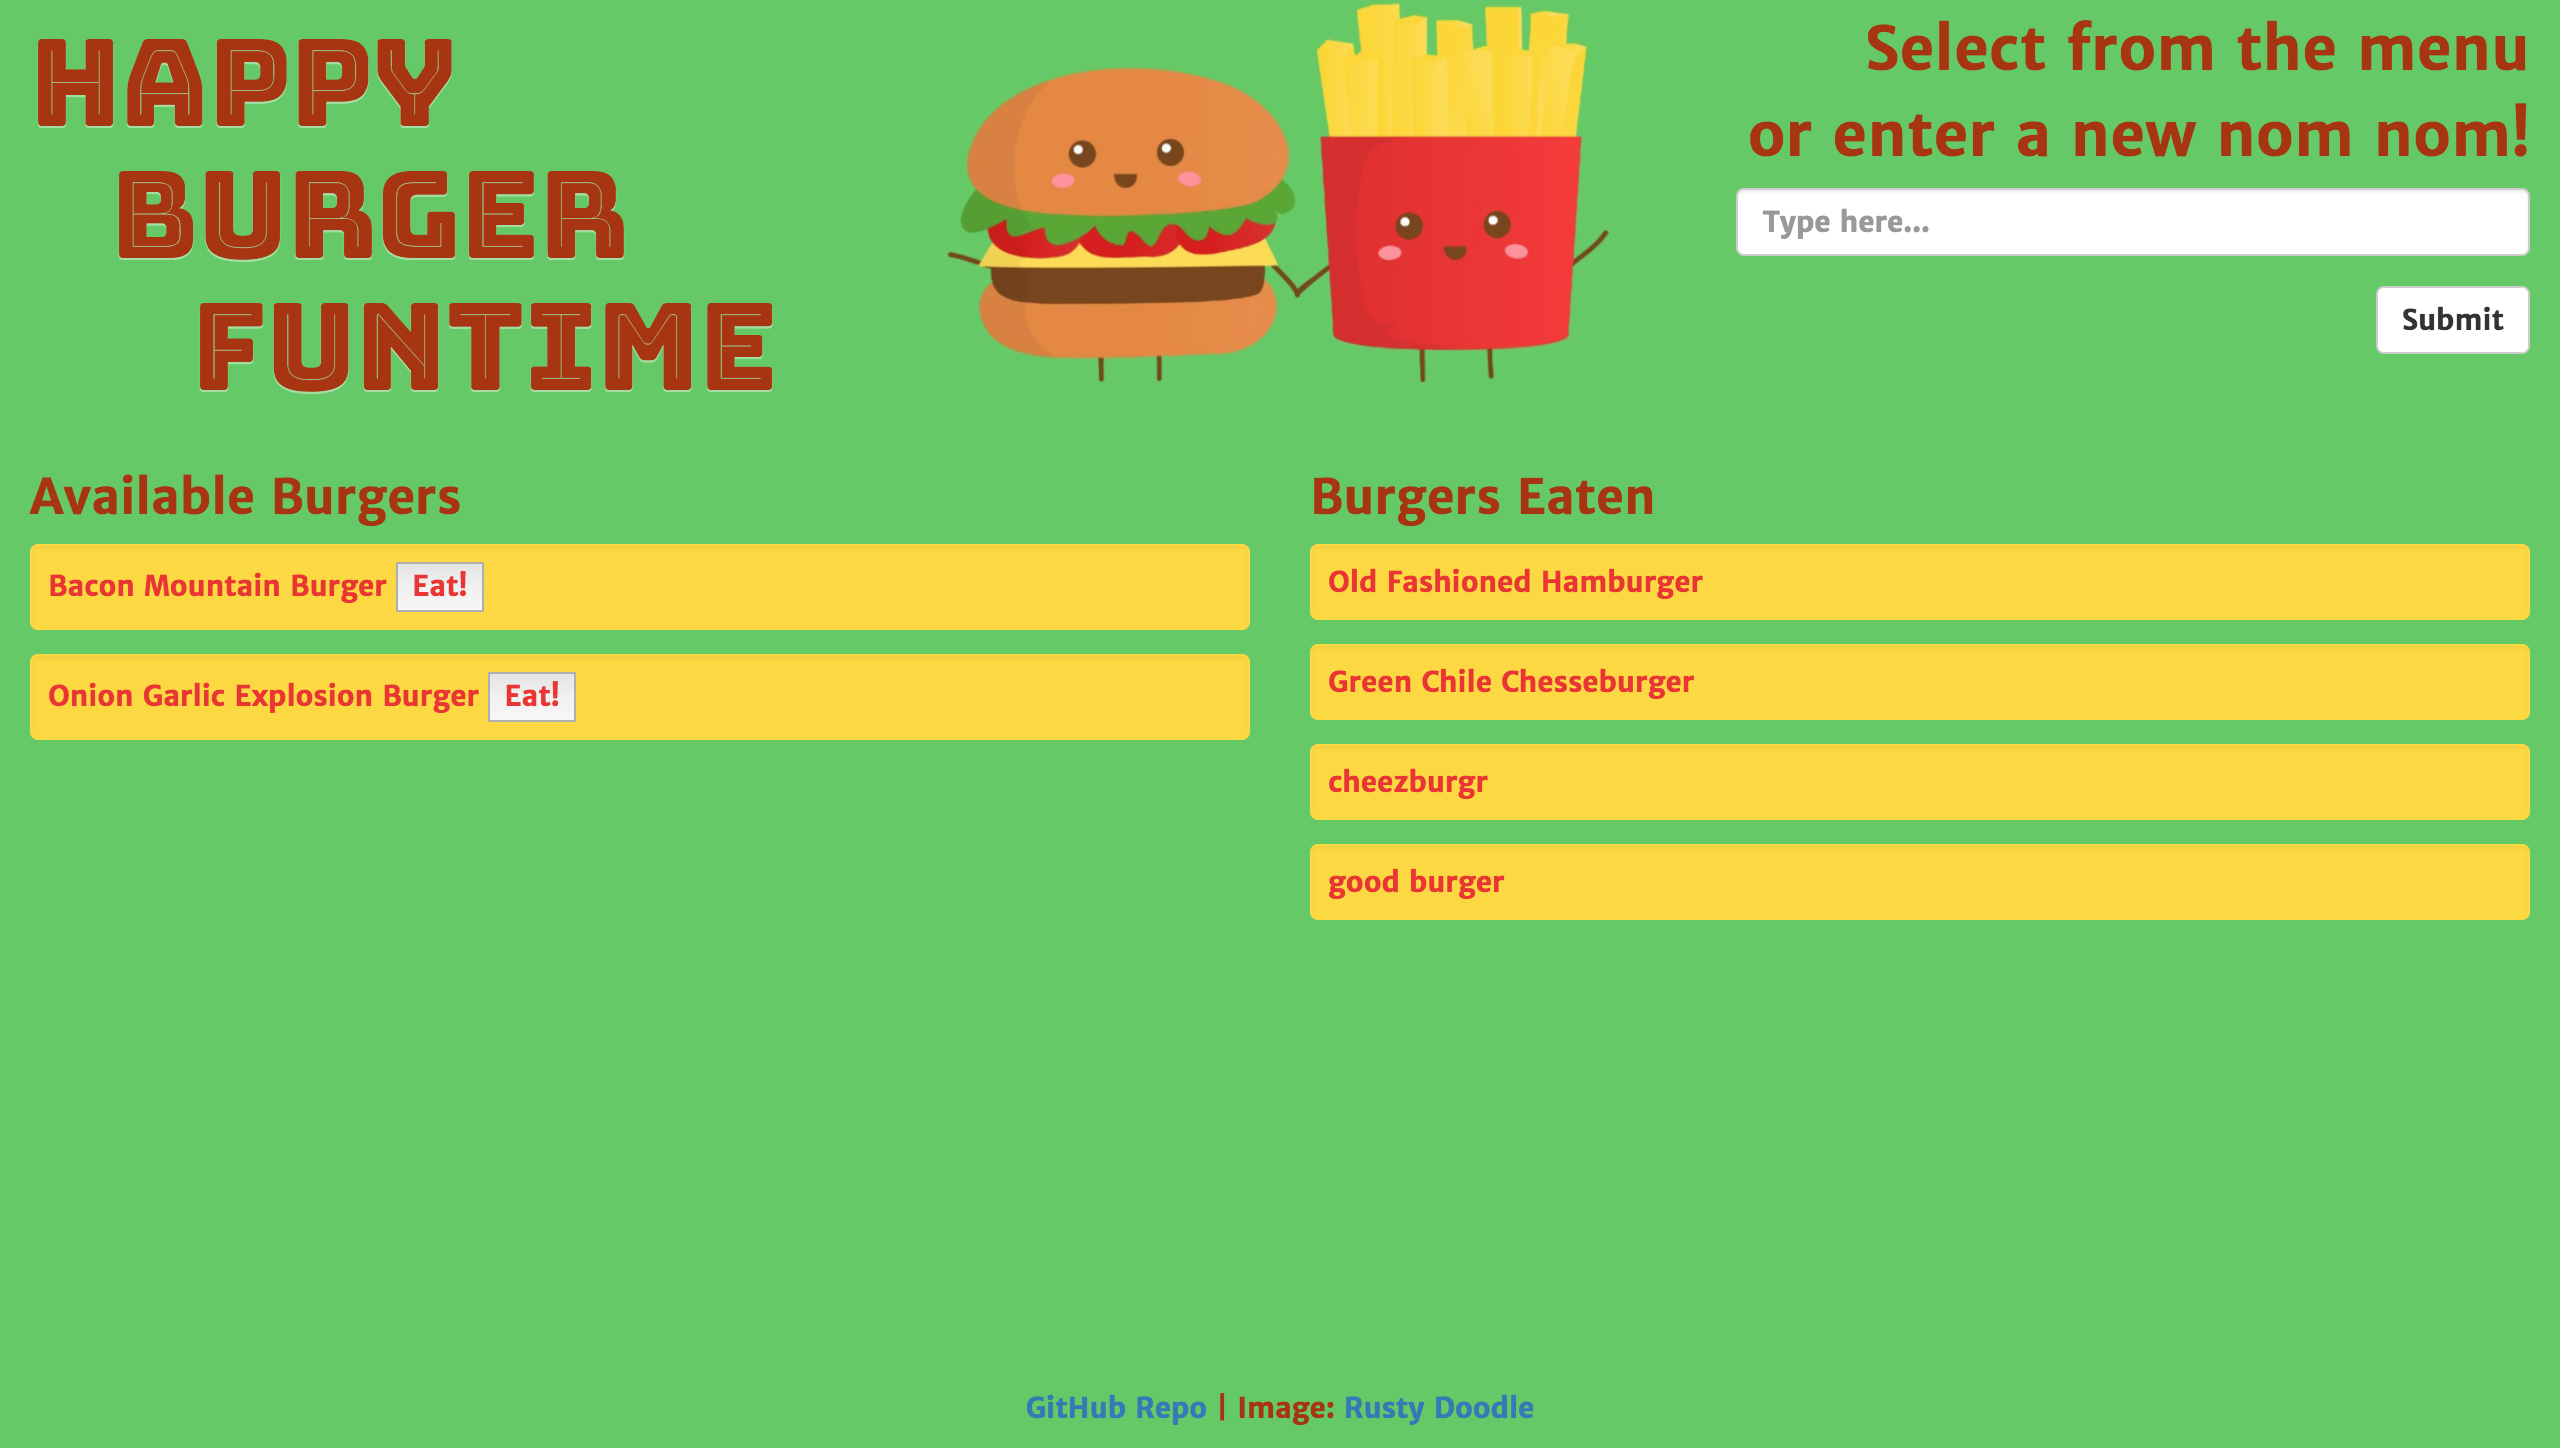 HAPPY
BURGER
FUNTIME
Select from the menu
or enter a new nom nom!
Type here...
Submit
Available Burgers
Bacon Mountain Burger Eat!
Onion Garlic Explosion Burger Eat!
Burgers Eaten
Old Fashioned Hamburger
Green Chile Chesseburger
cheezburgr
good burger
GitHub Repo | Image: Rusty Doodle